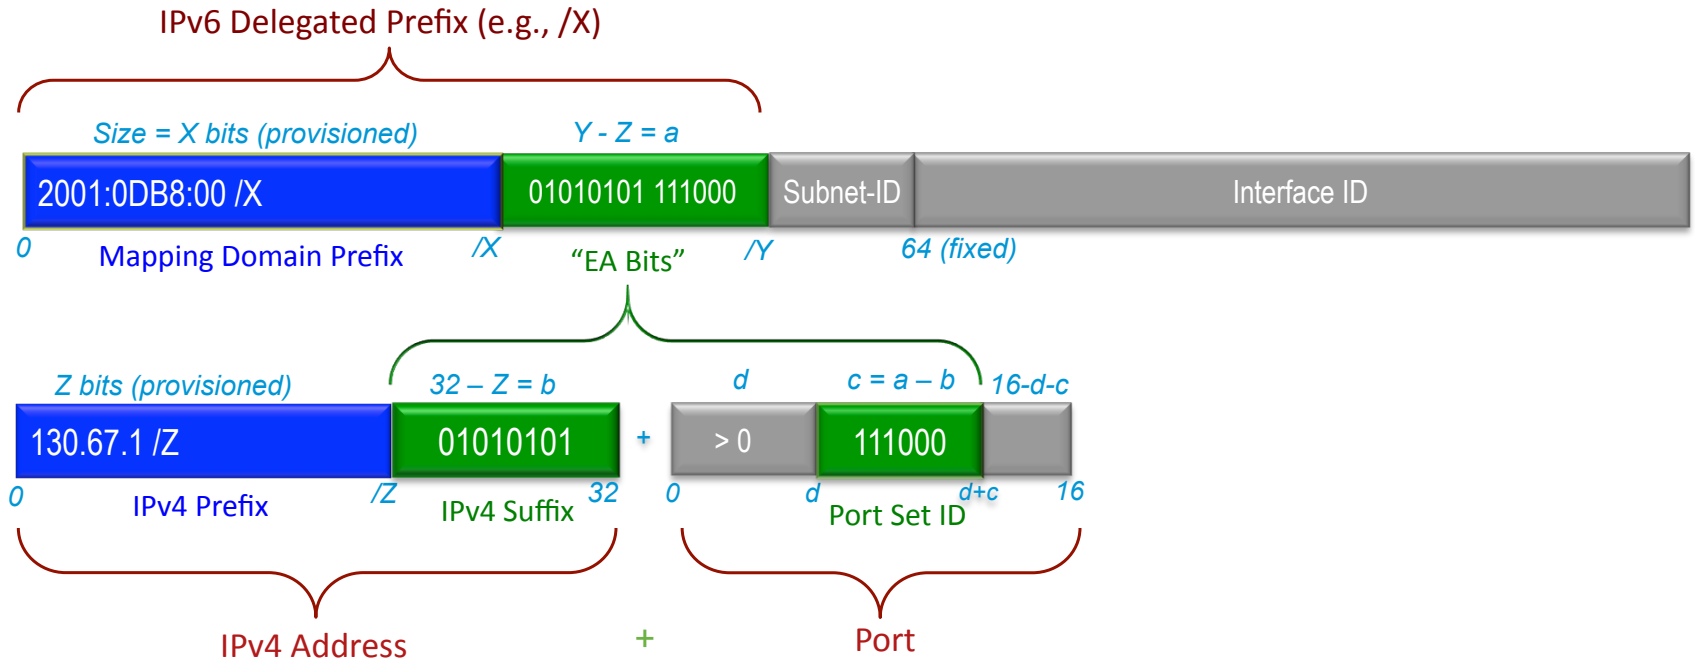 IPv6 Delegated Prefix (e.g., /X)
Size = X bits (provisioned)
Y - Z = a
2001:0DB8:00 /X
01010101 111000
Subnet-ID
Interface ID
0
Mapping Domain Prefix
/X
“EA Bits”
/Y
64 (fixed)
Z bits (provisioned)
32 – Z = b
d
c = a – b
16-d-c
130.67.1 /Z
01010101
+
> 0
111000
0
IPv4 Prefix
/Z
IPv4 Suffix
32
0
d
Port Set ID
d+c
16
IPv4 Address
+
Port